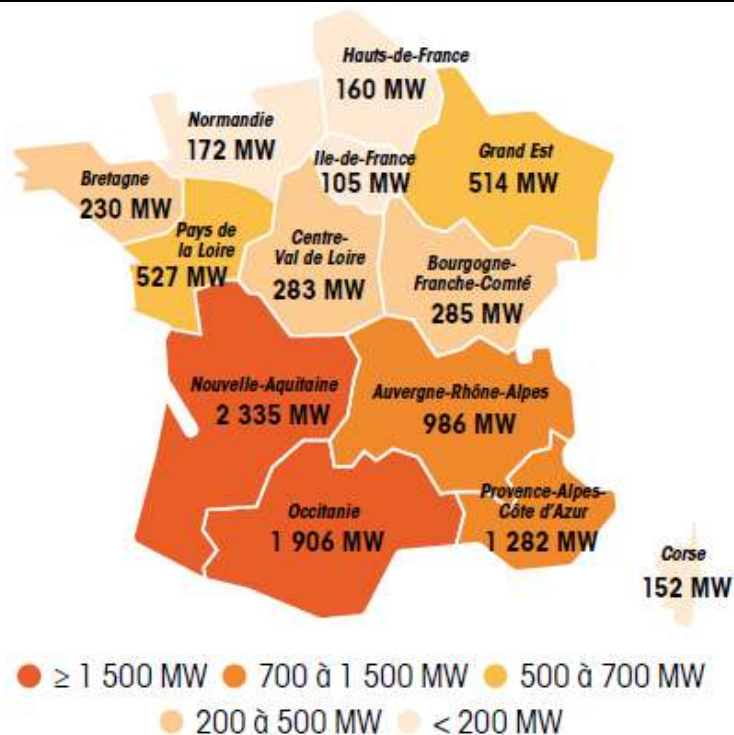 Hauts-de-France
160 MW
Normandie
172 MW
Ile-de-France
105 MW
Grand Est
514 MW
Bretagne
230 MW
Pays de
la Loire
527 MW
Centre-
Val de Loire
283 MW
Bourgogne-
Franche-Comté
285 MW
Nouvelle-Aquitaine
2 335 MW
Auvergne-Rhône-Alpes
986 MW
Occitanie
1 906 MW
Provence-Alpes-
Côte d'Azur
1 282 MW
Corse
152 MW
≥ 1 500 MW 700 à 1 500 MW 500 à 700 MW
200 à 500 MW < 200 MW